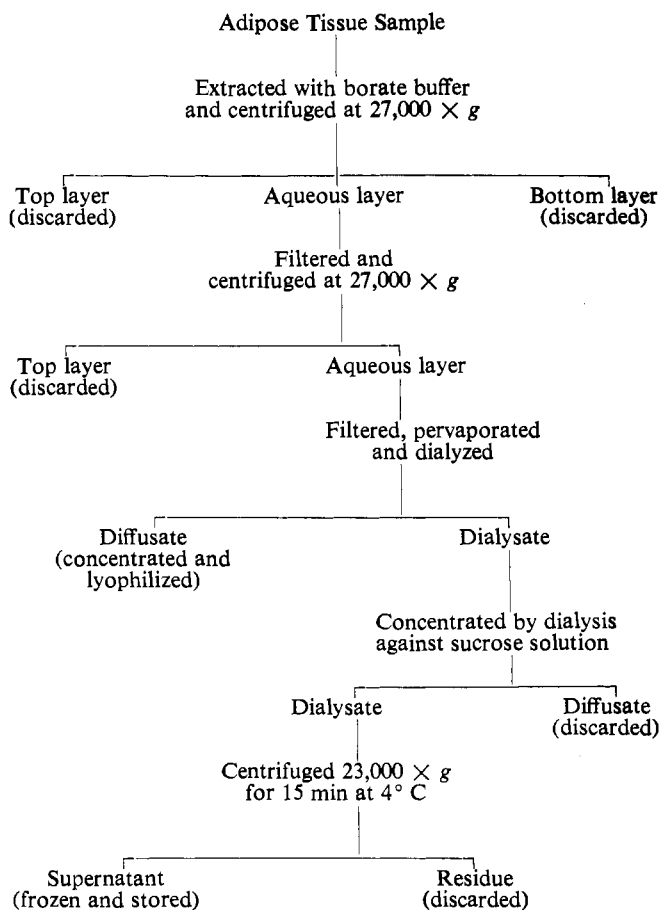 Adipose Tissue Sample
Extracted with borate buffer
and centrifuged at 27,000 × g
Top layer
(discarded)
Aqueous layer
Bottom layer
(discarded)
Filtered and
centrifuged at 27,000 × g
Top layer
(discarded)
Aqueous layer
Filtered, pervaporated
and dialyzed
Diffusate
(concentrated and
lyophilized)
Dialysate
Concentrated by dialysis
against sucrose solution
Dialysate
Diffusate
(discarded)
Centrifuged 23,000 × g
for 15 min at 4° C
Supernatant
(frozen and stored)
Residue
(discarded)